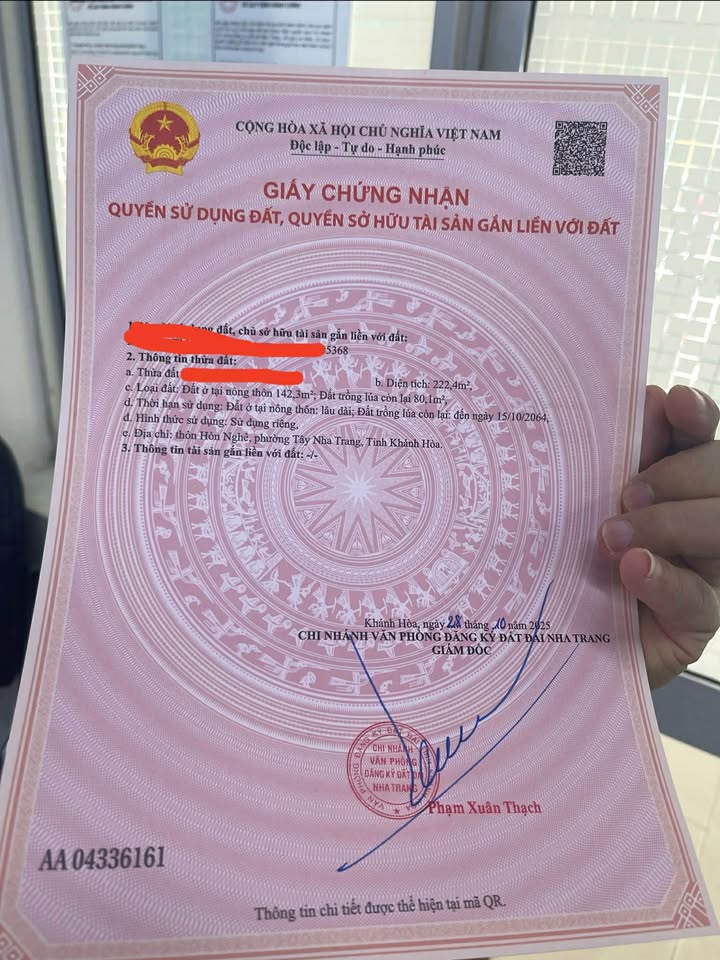 CỘNG HÒA XÃ HỘI CHỦ NGHĨA VIỆT NAM
Độc lập - Tự do - Hạnh phúc
GIẤY CHỨNG NHẬN
QUYỀN SỬ DỤNG ĐẤT, QUYỀN SỞ HỮU TÀI SẢN GẮN LIỀN VỚI ĐẤT
đất, chủ sở hữu tài sản gắn liền với đất:
5368
2. Thông tin thửa đất:
a. Thửa đất b. Diện tích: 222,4m²,
c. Loại đất: Đất ở tại nông thôn 142,3m²; Đất trồng lúa còn lại 80,1m²,
d. Thời hạn sử dụng: Đất ở tại nông thôn: lâu dài; Đất trồng lúa còn lại: đến ngày 15/10/2064,
đ. Hình thức sử dụng: Sử dụng riêng,
e. Địa chỉ: thôn Hòn Nghê, phường Tây Nha Trang, Tỉnh Khánh Hòa.
3. Thông tin tài sản gắn liền với đất: -/-
Khánh Hòa, ngày 28 tháng 10 năm 2025
CHI NHÁNH VĂN PHÒNG ĐĂNG KÝ ĐẤT ĐAI NHA TRANG
GIÁM ĐỐC
CHI NHÁNH
VĂN PHÒNG
ĐĂNG KÝ ĐẤT ĐAI
NHA TRANG
Phạm Xuân Thạch
AA 04336161
Thông tin chi tiết được thể hiện tại mã QR.